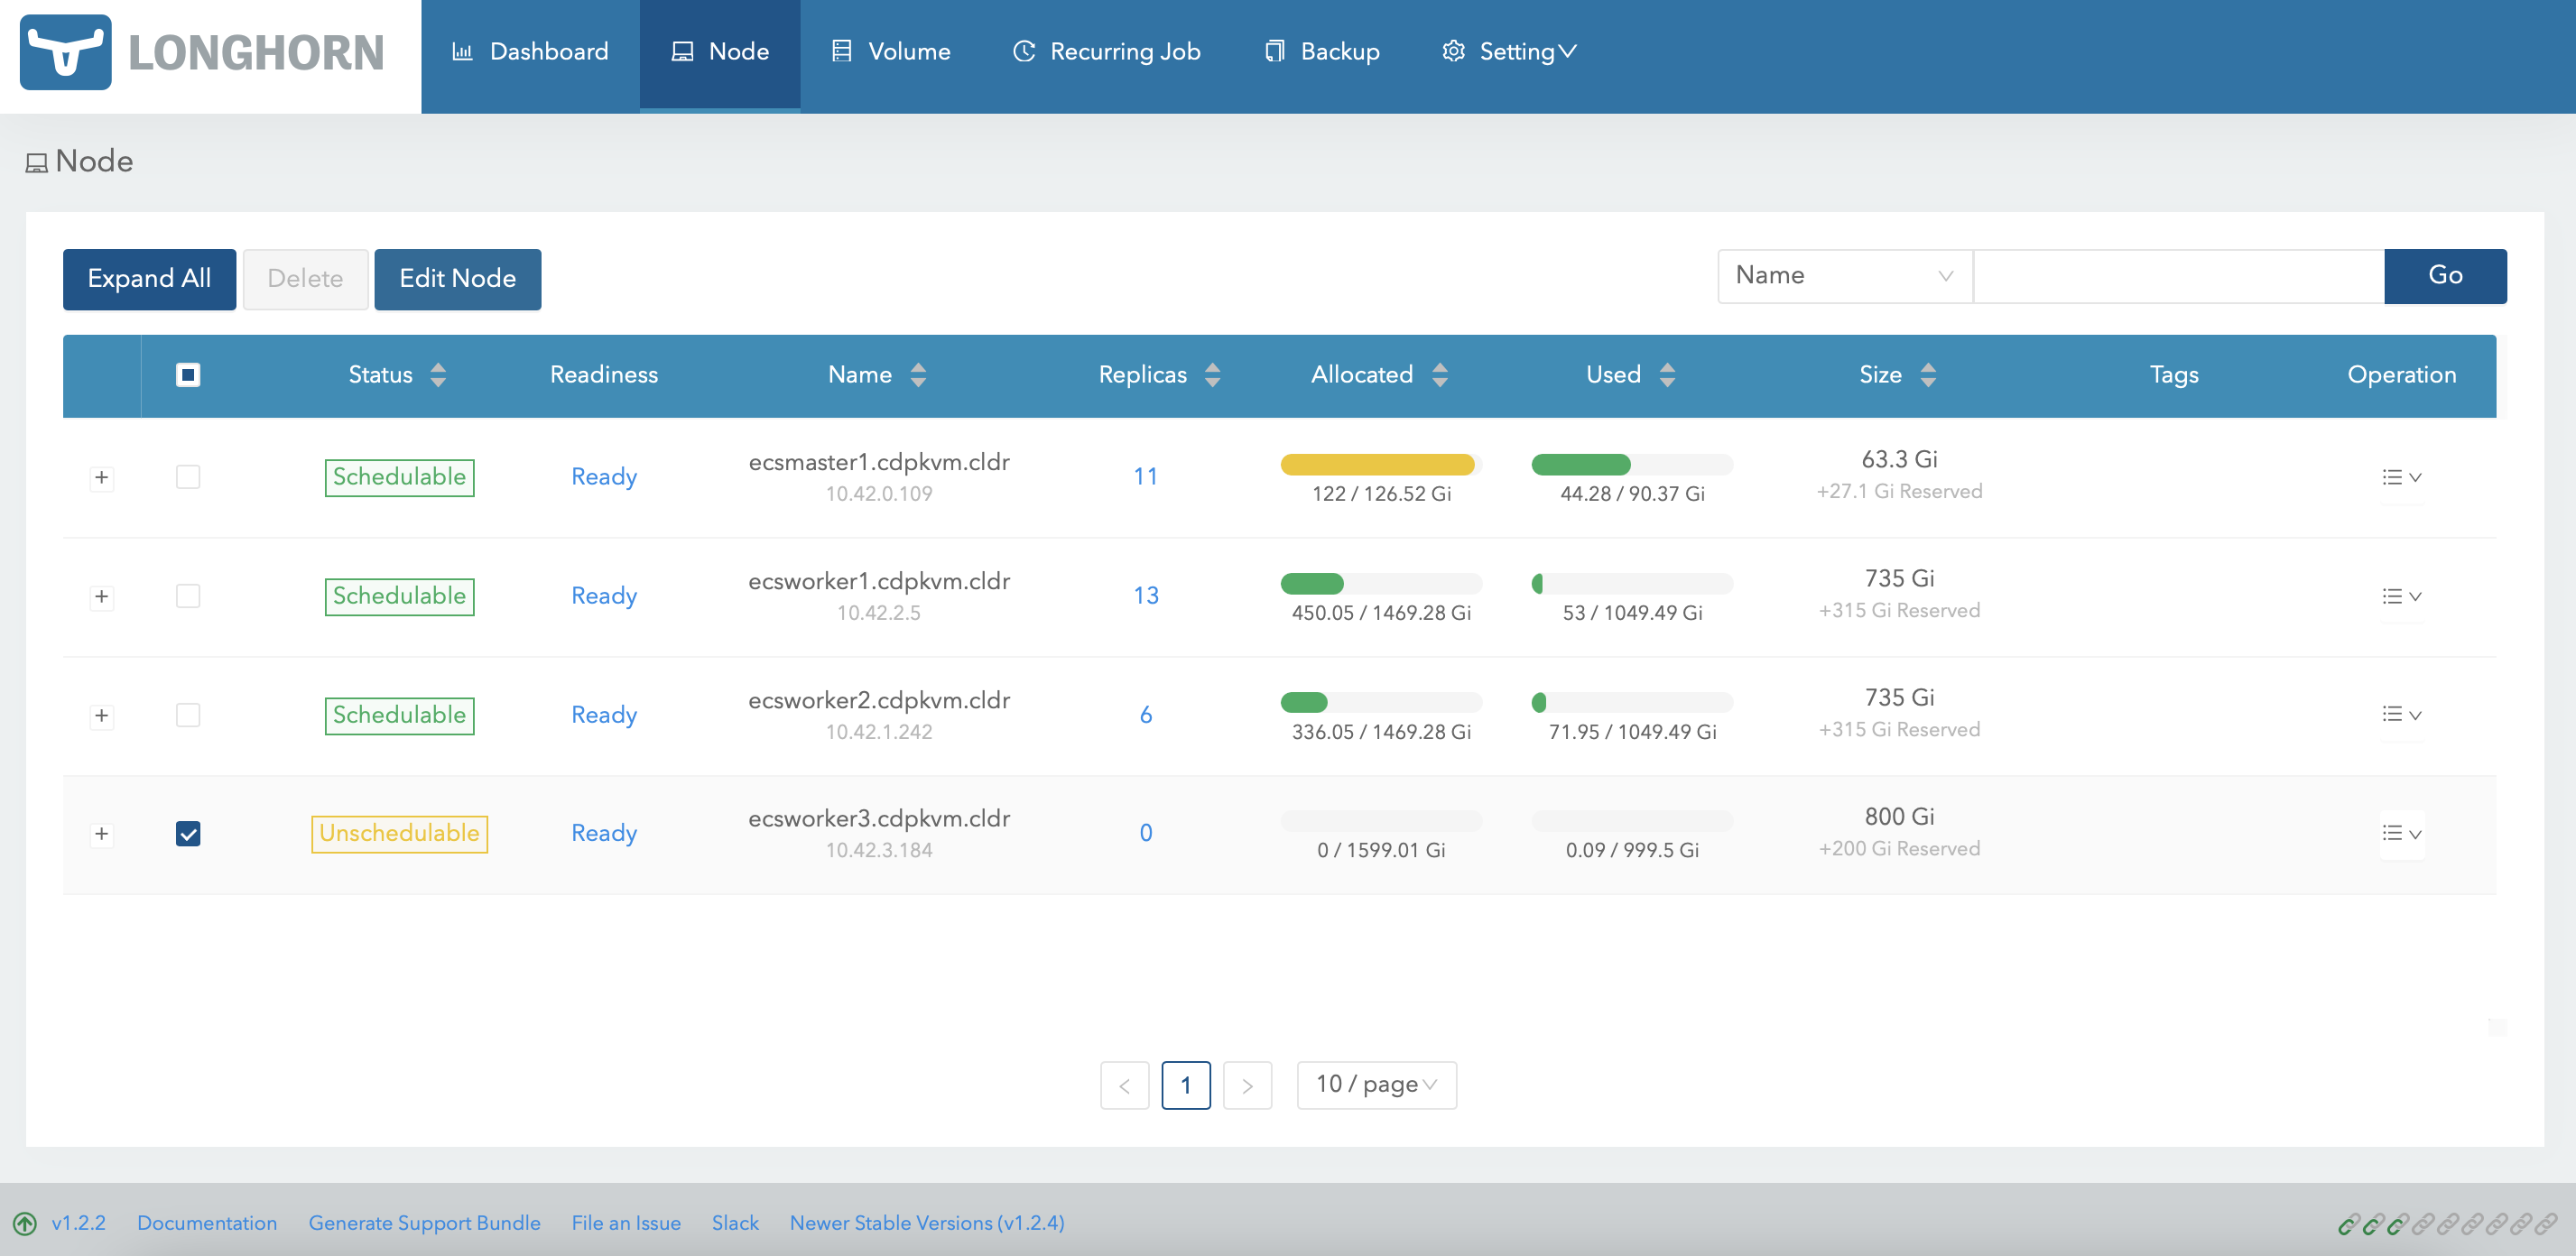 LONGHORN
Dashboard Node Volume Recurring Job Backup Setting
Node
Expand All Delete Edit Node Name Go
Status Readiness Name Replicas Allocated Used Size Tags Operation
Schedulable Ready ecsmaster1.cdpkvm.cldr 11 63.3 Gi
10.42.0.109 122 / 126.52 Gi 44.28 / 90.37 Gi +27.1 Gi Reserved
Schedulable Ready ecsworker1.cdpkvm.cldr 13 735 Gi
10.42.2.5 450.05 / 1469.28 Gi 53 / 1049.49 Gi +315 Gi Reserved
Schedulable Ready ecsworker2.cdpkvm.cldr 6 735 Gi
10.42.1.242 336.05 / 1469.28 Gi 71.95 / 1049.49 Gi +315 Gi Reserved
Unschedulable Ready ecsworker3.cdpkvm.cldr 0 800 Gi
10.42.3.184 0 / 1599.01 Gi 0.09 / 999.5 Gi +200 Gi Reserved
< 1 > 10 / page
v1.2.2 Documentation Generate Support Bundle File an Issue Slack Newer Stable Versions (v1.2.4)